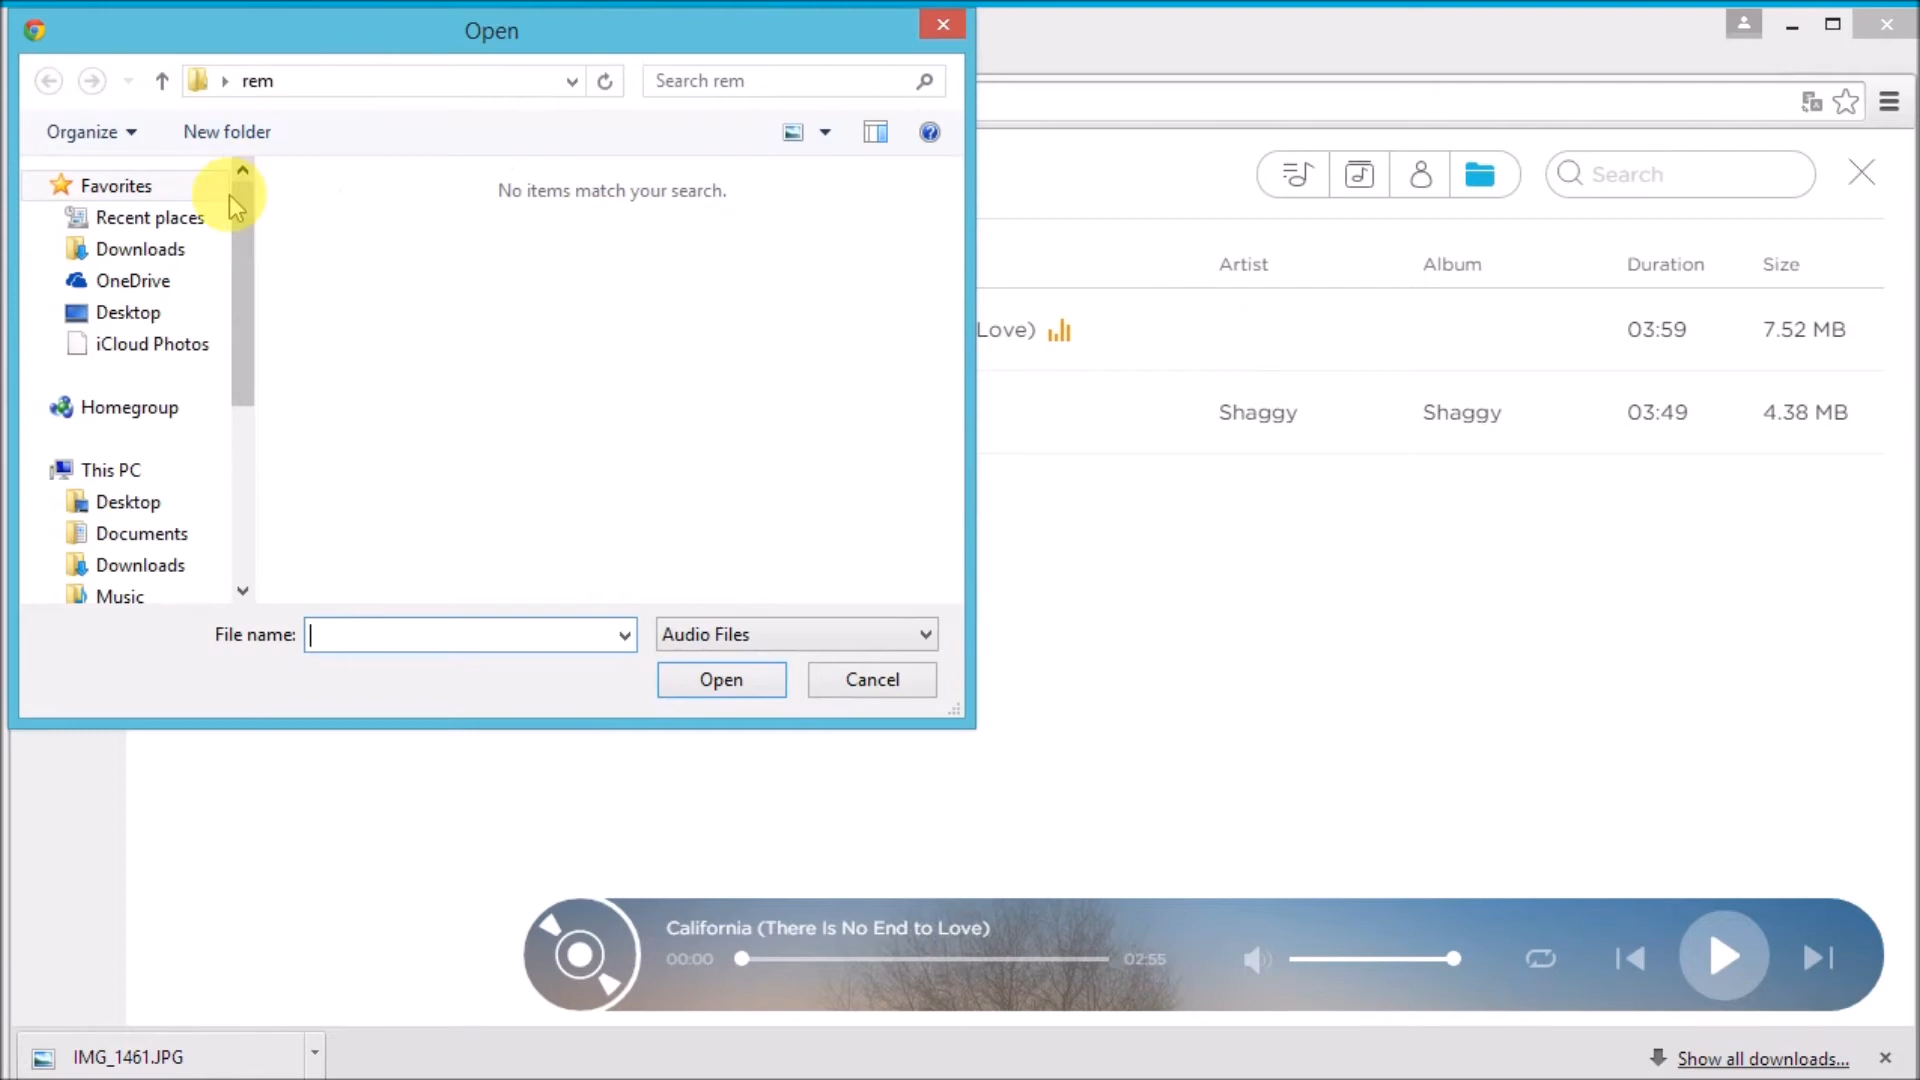 Open
rem
Search rem
Organize
New folder
Favorites
Recent places
Downloads
OneDrive
Desktop
iCloud Photos
Homegroup
This PC
Desktop
Documents
Downloads
Music
No items match your search.
File name:
Audio Files
Open
Cancel
Search
Artist
Album
Duration
Size
Love)
03:59
7.52 MB
Shaggy
Shaggy
03:49
4.38 MB
California (There Is No End to Love)
00:00
02:55
IMG_1461.JPG
Show all downloads...